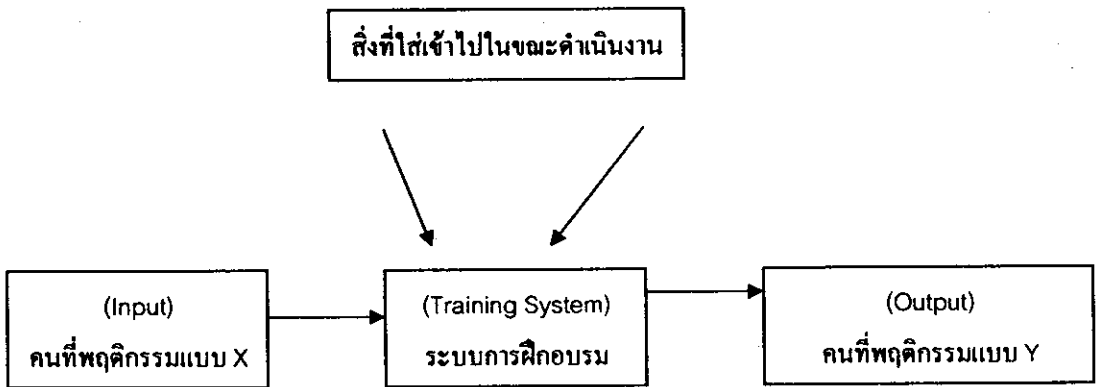 สิ่งที่ใส่เข้าไปในขณะดำเนินงาน
(Input)
คนที่พฤติกรรมแบบ X
(Training System)
ระบบการฝึกอบรม
(Output)
คนที่พฤติกรรมแบบ Y